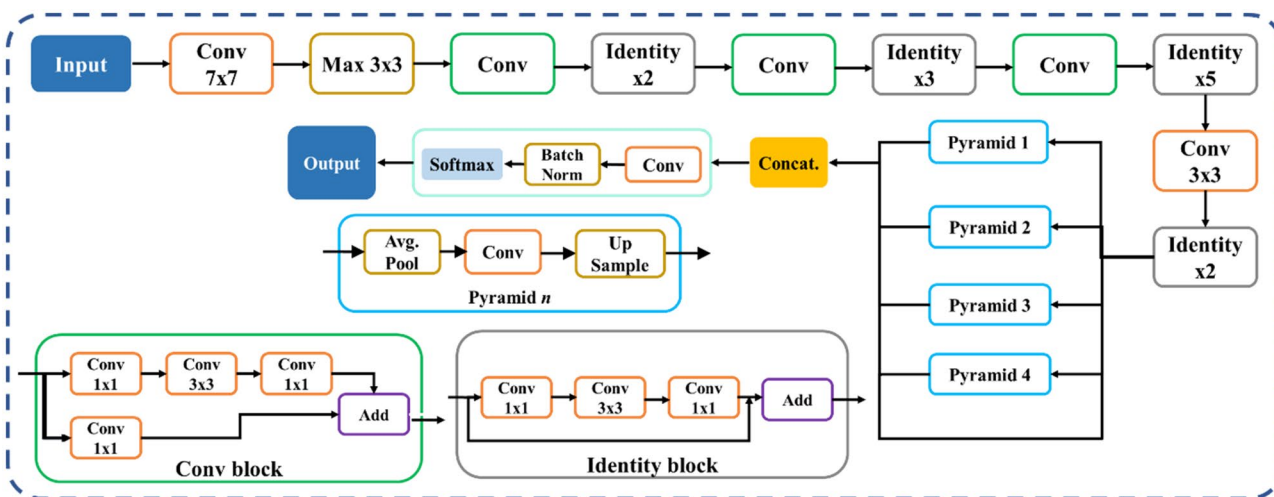 Input
Conv
7x7
Max 3x3
Conv
Identity
x2
Conv
Identity
x3
Conv
Identity
x5
Conv
3x3
Identity
x2
Pyramid 1
Pyramid 2
Pyramid 3
Pyramid 4
Concat.
Conv
Batch
Norm
Softmax
Output
Avg.
Pool
Conv
Up
Sample
Pyramid n
Conv
1x1
Conv
3x3
Conv
1x1
Conv
1x1
Add
Conv block
Conv
1x1
Conv
3x3
Conv
1x1
Add
Identity block